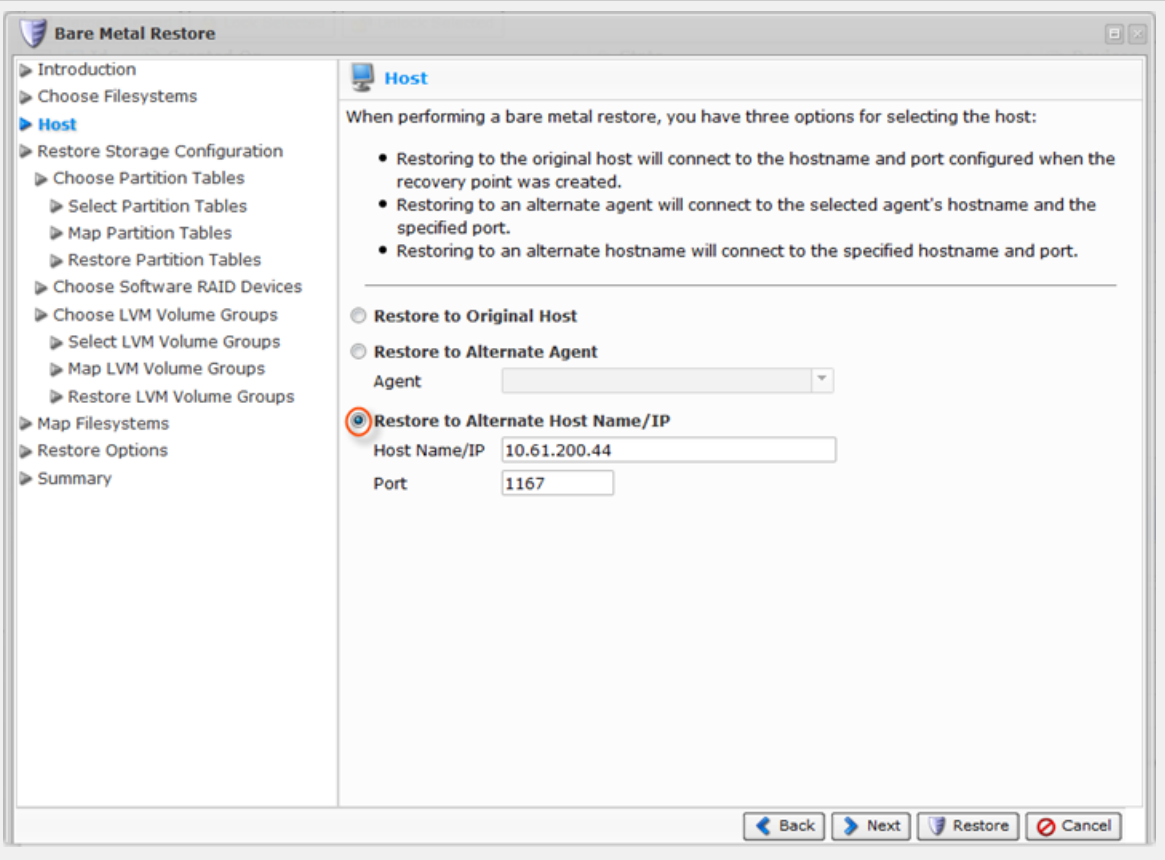 Bare Metal Restore
Introduction
Choose Filesystems
Host
Restore Storage Configuration
Choose Partition Tables
Select Partition Tables
Map Partition Tables
Restore Partition Tables
Choose Software RAID Devices
Choose LVM Volume Groups
Select LVM Volume Groups
Map LVM Volume Groups
Restore LVM Volume Groups
Map Filesystems
Restore Options
Summary
Host
When performing a bare metal restore, you have three options for selecting the host:
• Restoring to the original host will connect to the hostname and port configured when the
recovery point was created.
• Restoring to an alternate agent will connect to the selected agent's hostname and the
specified port.
• Restoring to an alternate hostname will connect to the specified hostname and port.
Restore to Original Host
Restore to Alternate Agent
Agent
Restore to Alternate Host Name/IP
Host Name/IP 10.61.200.44
Port 1167
Back Next Restore Cancel